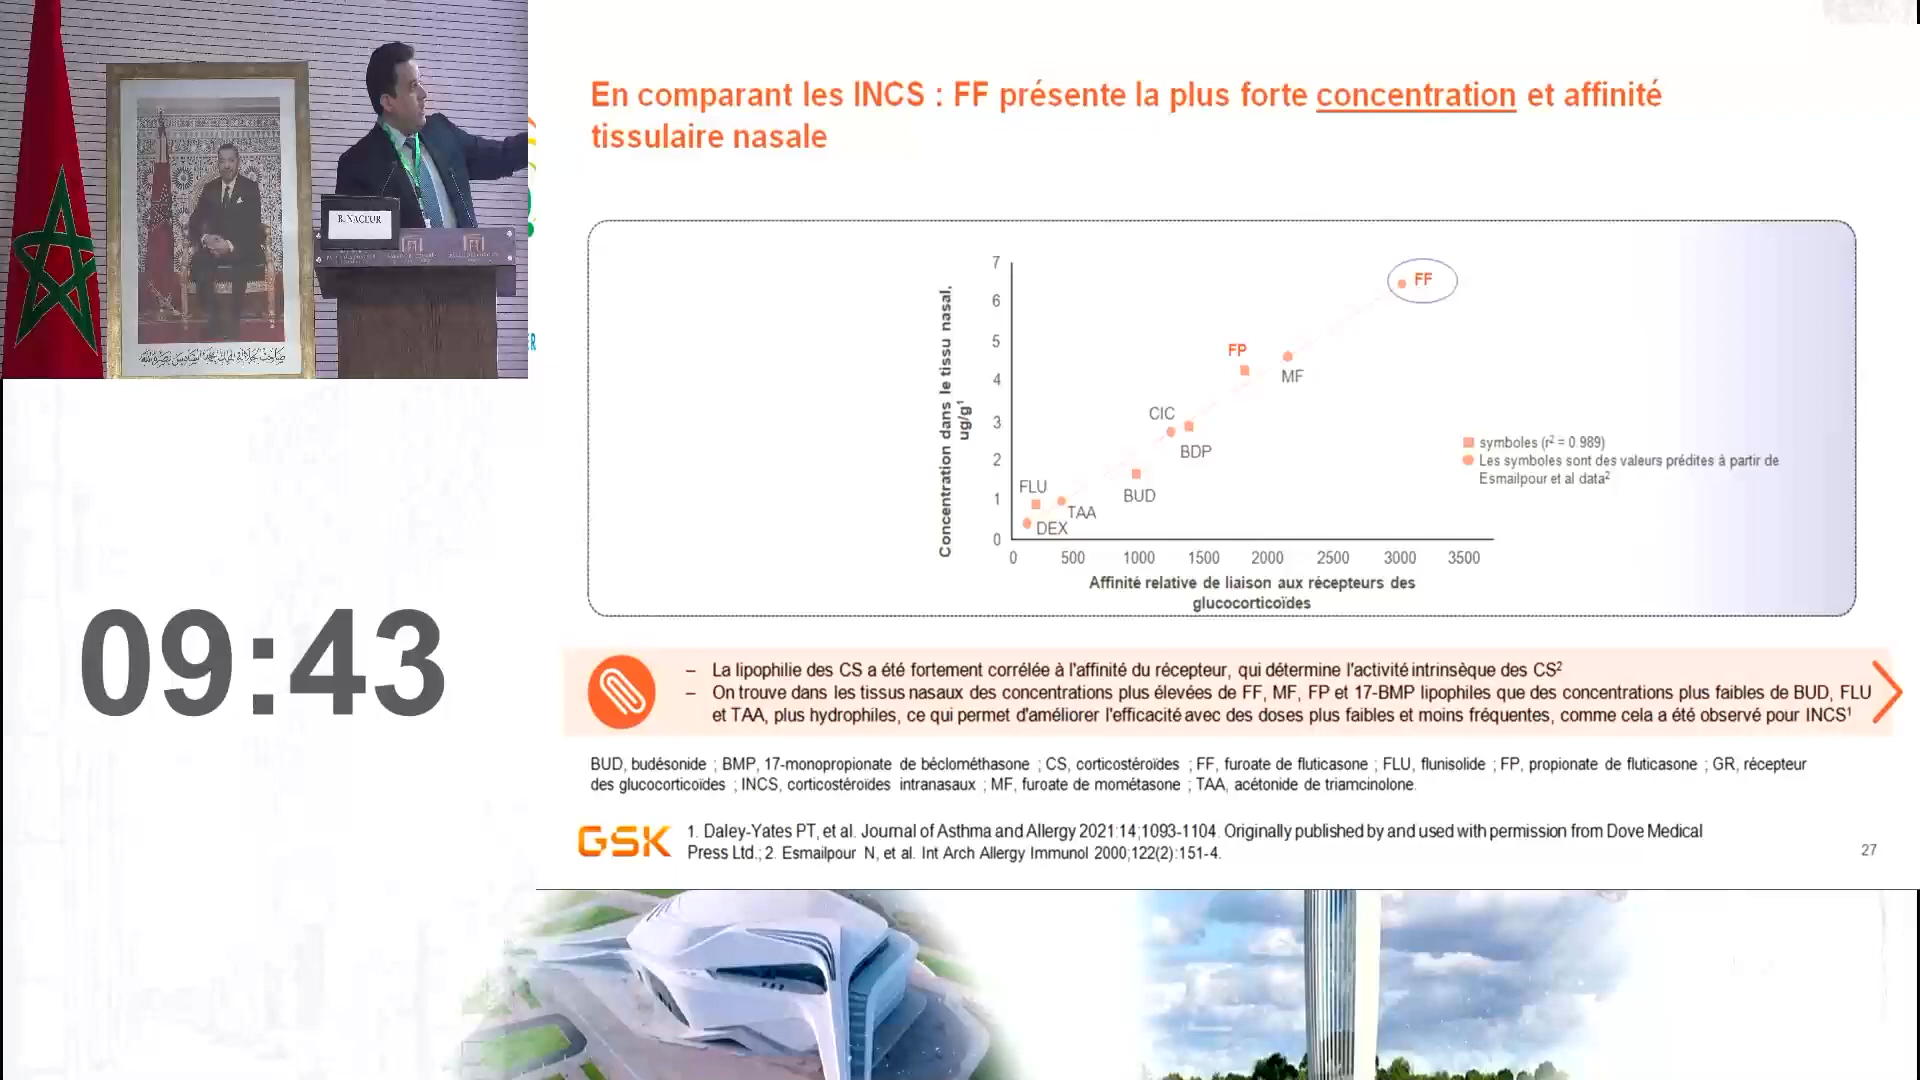 En comparant les INCS : FF présente la plus forte concentration et affinité
tissulaire nasale
B. NACEUR
Concentration dans le tissu nasal,
ug/g¹
7
6
5
4
3
2
1
0
FF
FP
MF
CIC
BDP
BUD
FLU
TAA
DEX
0 500 1000 1500 2000 2500 3000 3500
Affinité relative de liaison aux récepteurs des
glucocorticoïdes
symboles (r² = 0 989)
Les symboles sont des valeurs prédites à partir de
Esmailpour et al data²
09:43
– La lipophilie des CS a été fortement corrélée à l'affinité du récepteur, qui détermine l'activité intrinsèque des CS²
– On trouve dans les tissus nasaux des concentrations plus élevées de FF, MF, FP et 17-BMP lipophiles que des concentrations plus faibles de BUD, FLU
et TAA, plus hydrophiles, ce qui permet d'améliorer l'efficacité avec des doses plus faibles et moins fréquentes, comme cela a été observé pour INCS¹
BUD, budésonide ; BMP, 17-monopropionate de béclométhasone ; CS, corticostéroïdes ; FF, furoate de fluticasone ; FLU, flunisolide ; FP, propionate de fluticasone ; GR, récepteur
des glucocorticoïdes ; INCS, corticostéroïdes intranasaux ; MF, furoate de mométasone ; TAA, acétonide de triamcinolone.
GSK
1. Daley-Yates PT, et al. Journal of Asthma and Allergy 2021:14;1093-1104. Originally published by and used with permission from Dove Medical
Press Ltd.; 2. Esmailpour N, et al. Int Arch Allergy Immunol 2000;122(2):151-4.
27